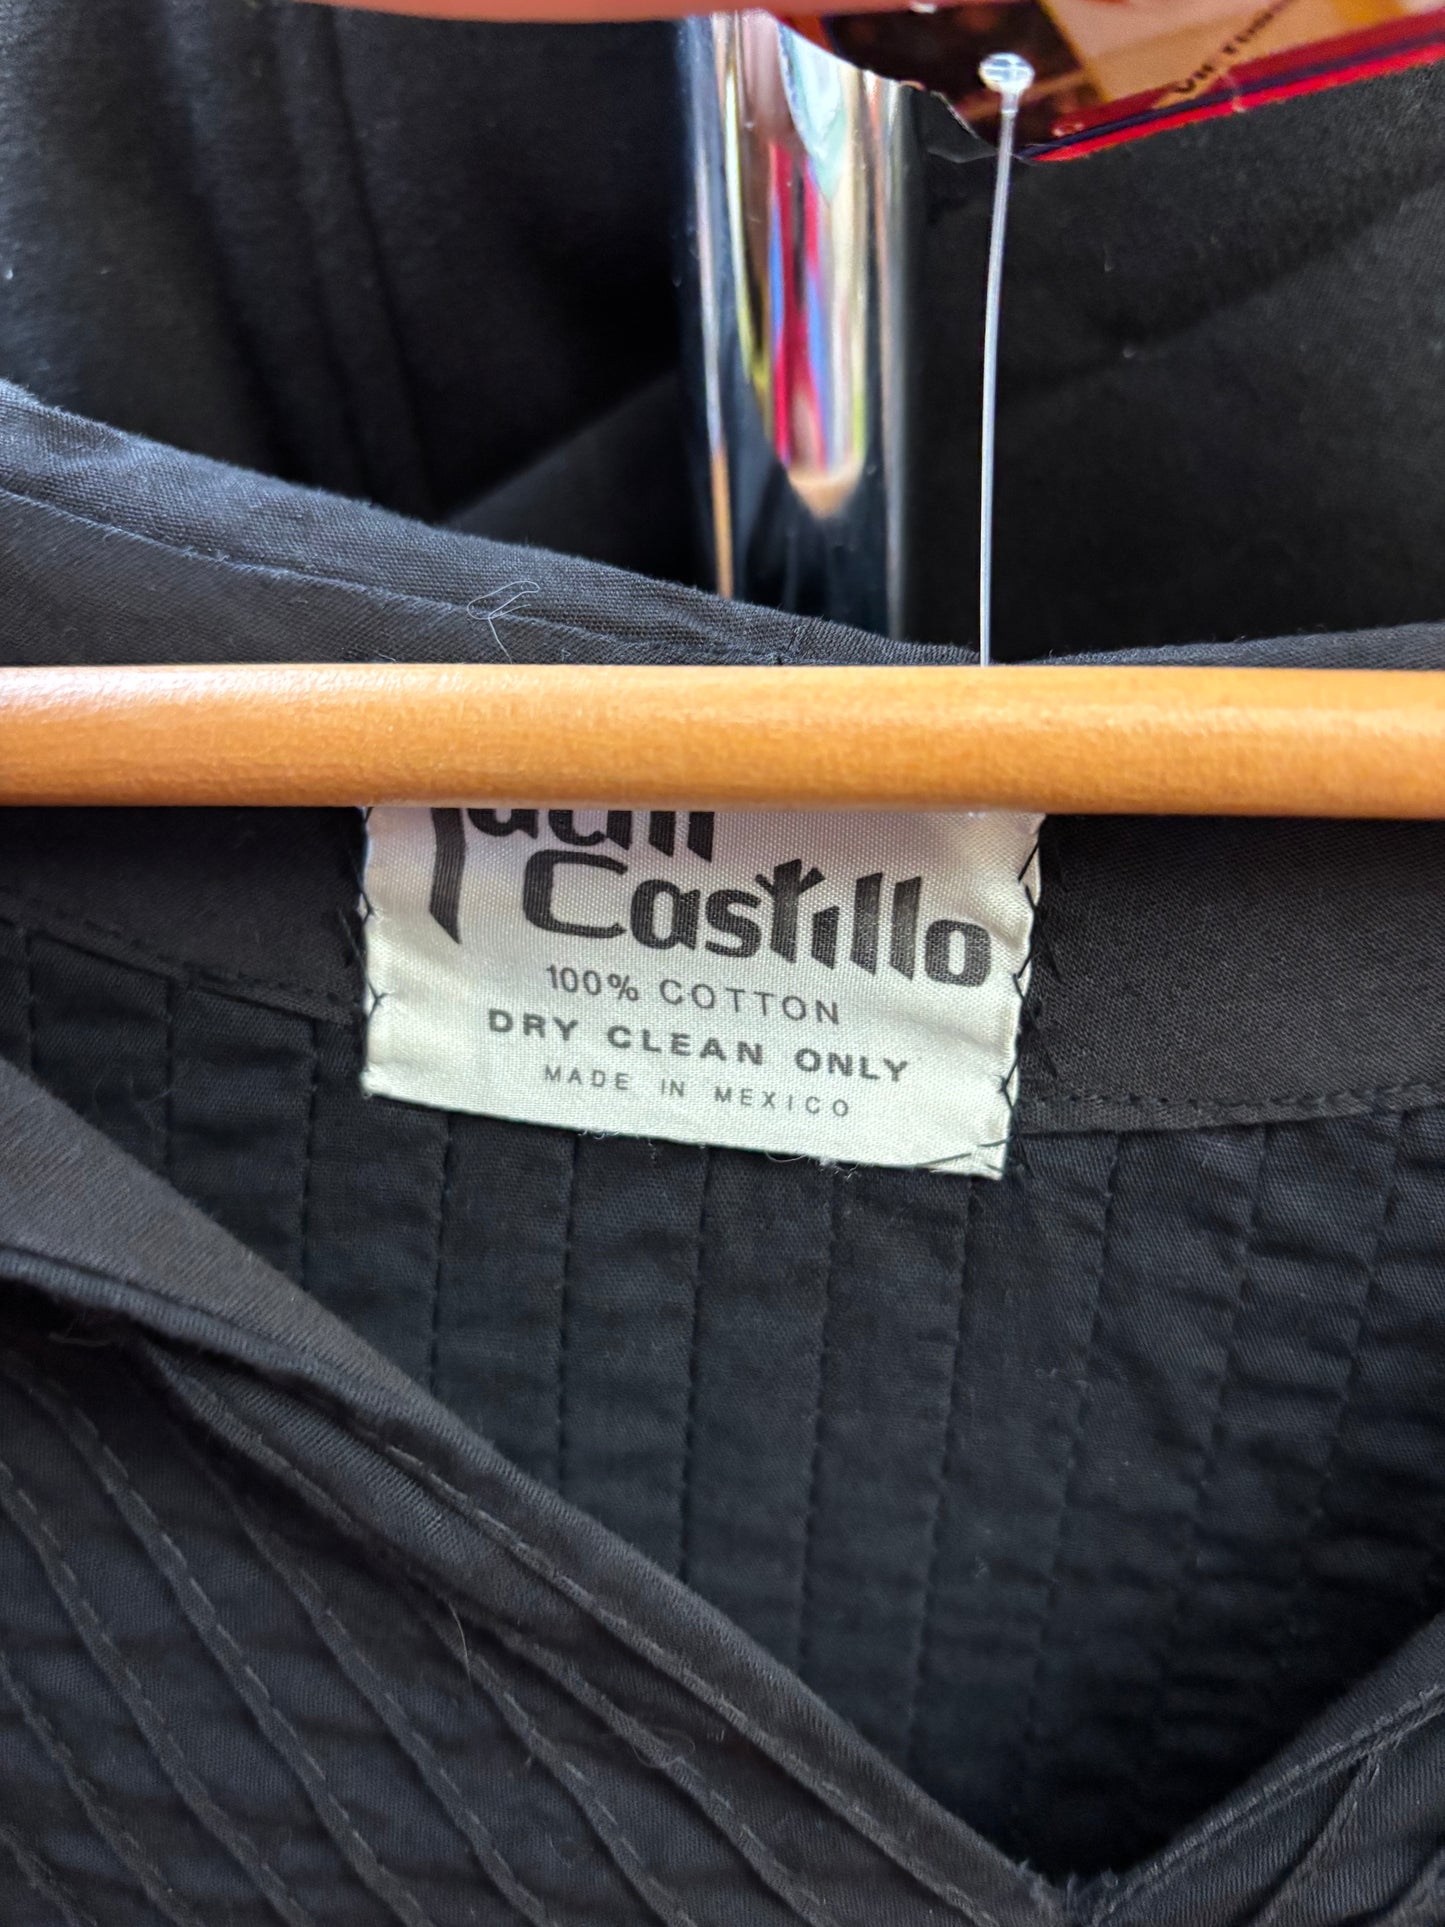 Castillo
100% COTTON
DRY CLEAN ONLY
MADE IN MEXICO